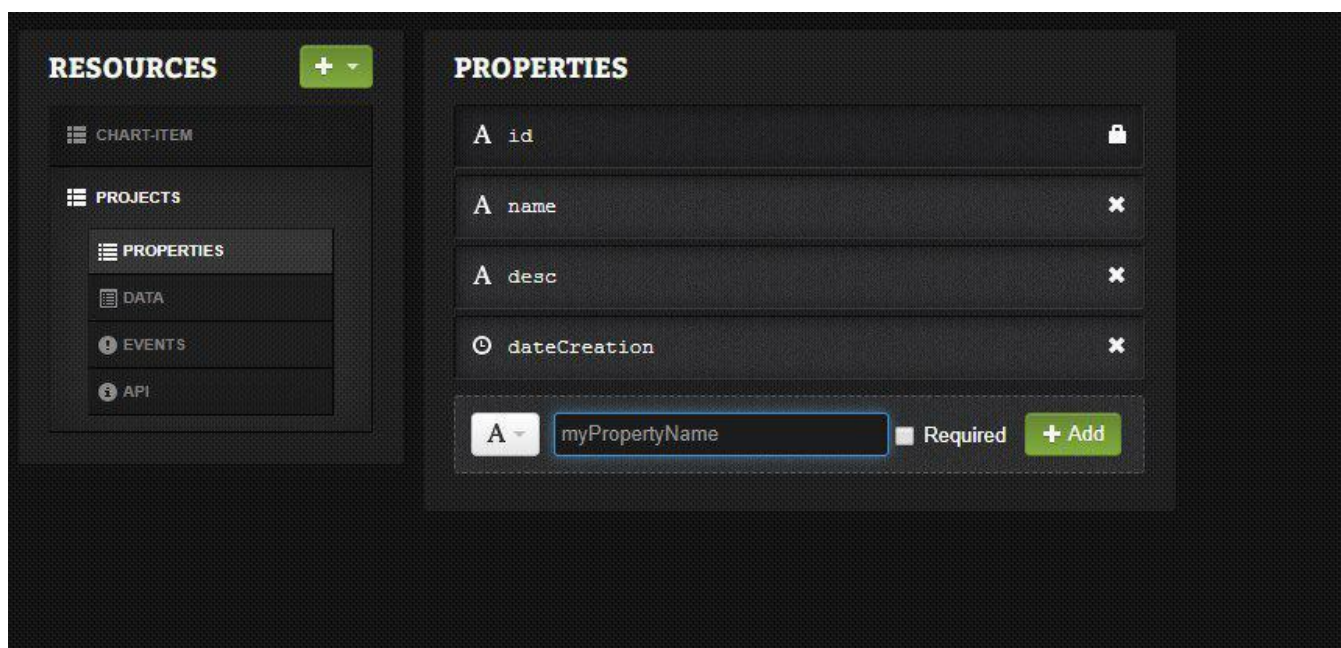 RESOURCES
CHART-ITEM
PROJECTS
PROPERTIES
DATA
EVENTS
API
PROPERTIES
A id
A name
A desc
dateCreation
A myPropertyName Required + Add